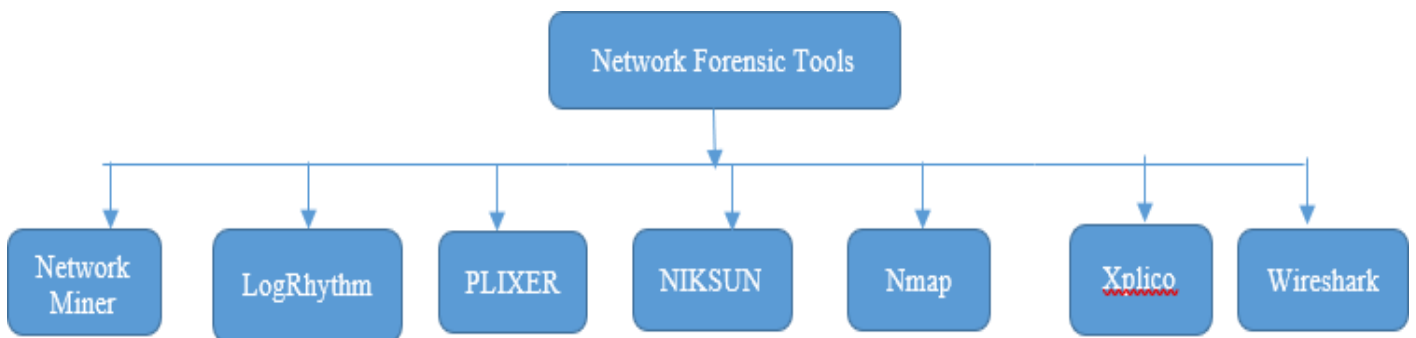 Network Forensic Tools
Network
Miner
LogRhythm
PLIXER
NIKSUN
Nmap
Xplico
Wireshark